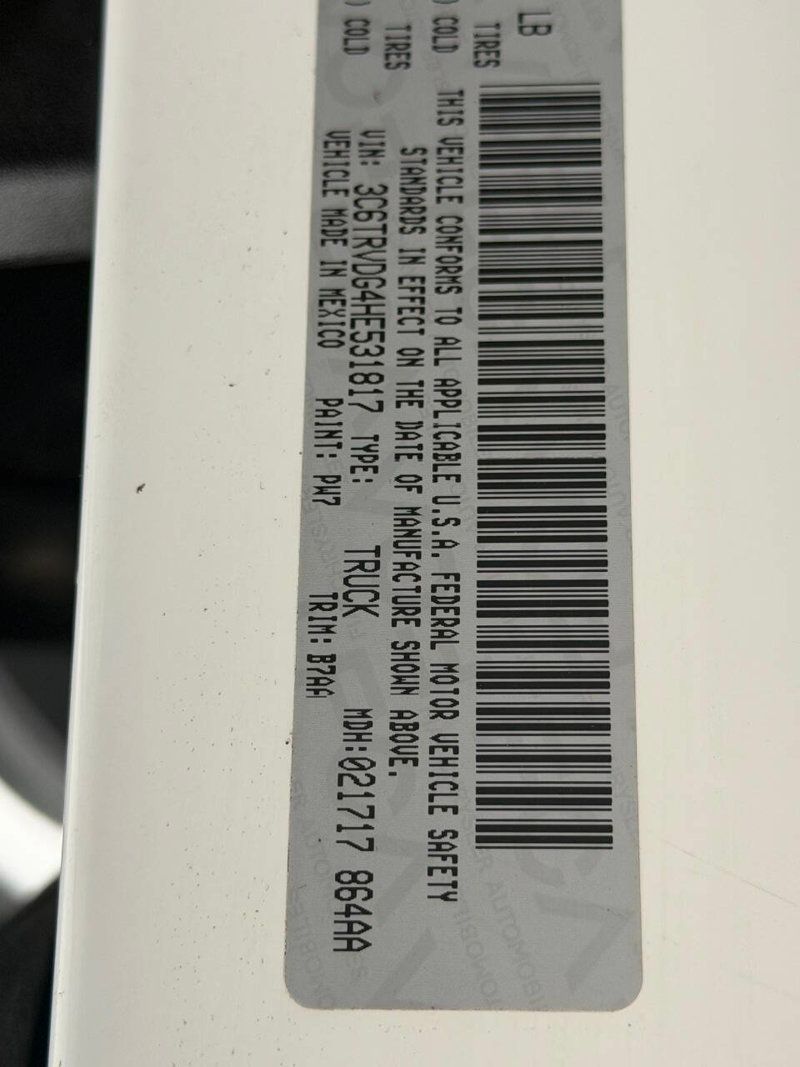 LB
TIRES
) COLD
TIRES
) COLD
THIS VEHICLE CONFORMS TO ALL APPLICABLE U.S.A. FEDERAL MOTOR VEHICLE SAFETY
STANDARDS IN EFFECT ON THE DATE OF MANUFACTURE SHOWN ABOVE.
VIN: 3C6TRVDG4HE531817 TYPE: TRUCK MDH:021717 864AA
VEHICLE MADE IN MEXICO PAINT: PW7 TRIM: B7AA